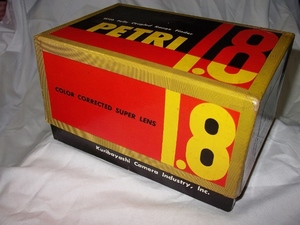 PETRI
1.8
COLOR CORRECTED SUPER LENS
1.8
Kuribayashi Camera Industry, Inc.